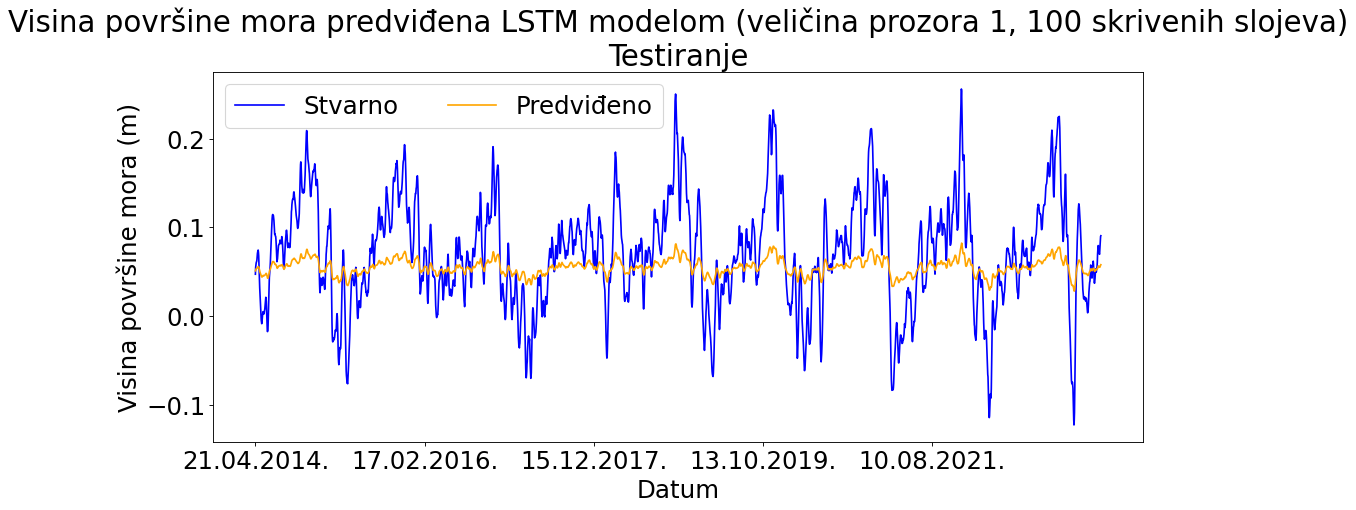 Visina površine mora predviđena LSTM modelom (veličina prozora 1, 100 skrivenih slojeva)
Testiranje
Stvarno Predviđeno
Visina površine mora (m)
0.2
0.1
0.0
−0.1
21.04.2014. 17.02.2016. 15.12.2017. 13.10.2019. 10.08.2021.
Datum